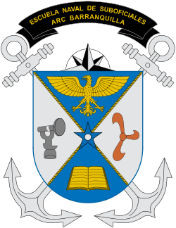 ESCUELA NAVAL DE SUBOFICIALES
ARC BARRANQUILLA